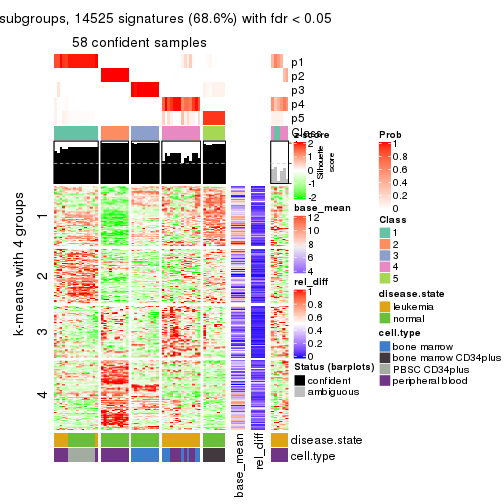 subgroups, 14525 signatures (68.6%) with fdr < 0.05
58 confident samples
p1
p2
p3
p4
p5
Class
z-score
2
1
0
-1
-2
Silhouette
score
base_mean
12
10
8
6
4
rel_diff
1
0.8
0.6
0.4
0.2
0
Status (barplots)
confident
ambiguous
Prob
1
0.8
0.6
0.4
0.2
0
Class
1
2
3
4
5
disease.state
leukemia
normal
cell.type
bone marrow
bone marrow CD34plus
PBSC CD34plus
peripheral blood
k-means with 4 groups
1
2
3
4
disease.state
cell.type
base_mean
rel_diff